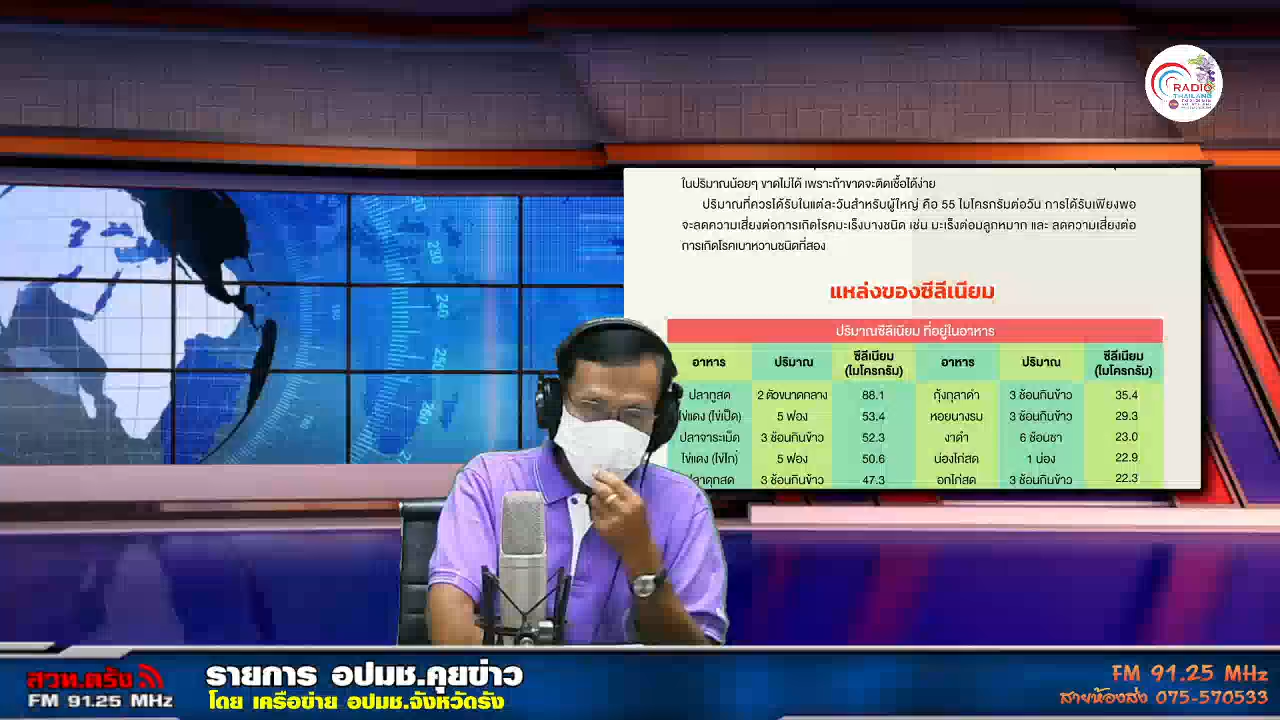 RADIO
THAILAND
ในปริมาณน้อยๆ ขาดไม่ได้ เพราะถ้าขาดจะติดเชื้อได้ง่าย
ปริมาณที่ควรได้รับในแต่ละวันสำหรับผู้ใหญ่ คือ 55 ไมโครกรัมต่อวัน การได้รับเพียงพอ
จะลดความเสี่ยงต่อการเกิดโรคมะเร็งบางชนิด เช่น มะเร็งต่อมลูกหมาก และ ลดความเสี่ยงต่อ
การเกิดโรคเบาหวานชนิดที่สอง
แหล่งของซีลีเนียม
ปริมาณซีลีเนียม ที่อยู่ในอาหาร
อาหาร ปริมาณ ซีลีเนียม (ไมโครกรัม) อาหาร ปริมาณ ซีลีเนียม (ไมโครกรัม)
ปลาทูสด 2 ตัวขนาดกลาง 88.1 กุ้งกุลาดำ 3 ช้อนกินข้าว 35.4
ไข่แดง (ไข่เป็ด) 5 ฟอง 53.4 หอยนางรม 3 ช้อนกินข้าว 29.3
ปลาจาระเม็ด 3 ช้อนกินข้าว 52.3 งาดำ 6 ช้อนชา 23.0
ไข่แดง (ไข่ไก่) 5 ฟอง 50.6 น่องไก่สด 1 น่อง 22.9
ปลาดุกสด 3 ช้อนกินข้าว 47.3 อกไก่สด 3 ช้อนกินข้าว 22.3
230
240
250
260
สวท.ตรัง
FM 91.25 MHz
รายการ อปมช.คุยข่าว
โดย เครือข่าย อปมช.จังหวัดรัง
FM 91.25 MHz
สายห้องส่ง 075-570533